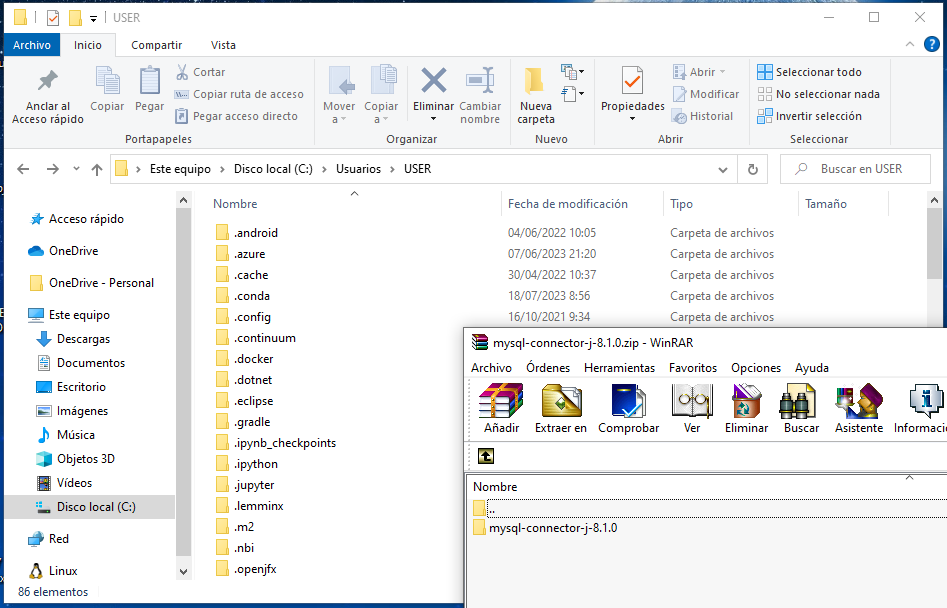 USER
Archivo Inicio Compartir Vista
Anclar al Acceso rápido
Copiar
Pegar
Cortar
Copiar ruta de acceso
Pegar acceso directo
Portapapeles
Mover a
Copiar a
Eliminar
Cambiar nombre
Organizar
Nueva carpeta
Nuevo
Propiedades
Abrir
Modificar
Historial
Abrir
Seleccionar todo
No seleccionar nada
Invertir selección
Seleccionar
Este equipo > Disco local (C:) > Usuarios > USER
Buscar en USER
Acceso rápido
OneDrive
OneDrive - Personal
Este equipo
Descargas
Documentos
Escritorio
Imágenes
Música
Objetos 3D
Vídeos
Disco local (C:)
Red
Linux
Nombre Fecha de modificación Tipo Tamaño
.android 04/06/2022 10:05 Carpeta de archivos
.azure 07/06/2023 21:20 Carpeta de archivos
.cache 30/04/2022 10:37 Carpeta de archivos
.conda 18/07/2023 8:56 Carpeta de archivos
.config 16/10/2021 9:34 Carpeta de archivos
.continuum
.docker
.dotnet
.eclipse
.gradle
.ipynb_checkpoints
.ipython
.jupyter
.lemminx
.m2
.nbi
.openjfx
86 elementos
mysql-connector-j-8.1.0.zip - WinRAR
Archivo Órdenes Herramientas Favoritos Opciones Ayuda
Añadir Extraer en Comprobar Ver Eliminar Buscar Asistente Informació
Nombre
..
mysql-connector-j-8.1.0